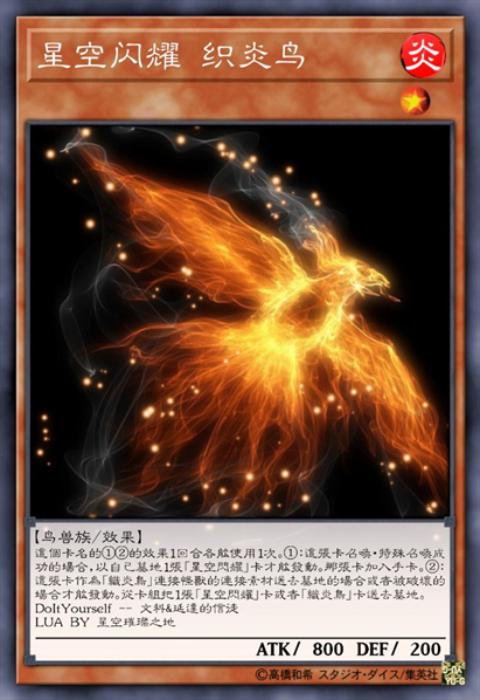 星空闪耀 织炎鸟
炎
【鸟兽族/效果】
這個卡名的①②的效果1回合各能使用1次。①:這張卡召喚·特殊召喚成
功的場合,以自己墓地1張「星空閃耀」卡才能發動。那張卡加入手卡。②:
這張卡作為「織炎鳥」連接怪獸的連接素材送去墓地的場合或者被破壞的
場合才能發動。從卡組把1張「星空閃耀」卡或者「織炎鳥」卡送去墓地。
DoItYourself -- 文科&延達的信徒
LUA BY 星空璀璨之地
ATK/ 800 DEF/ 200
©高橋和希 スタジオ·ダイス/集英社